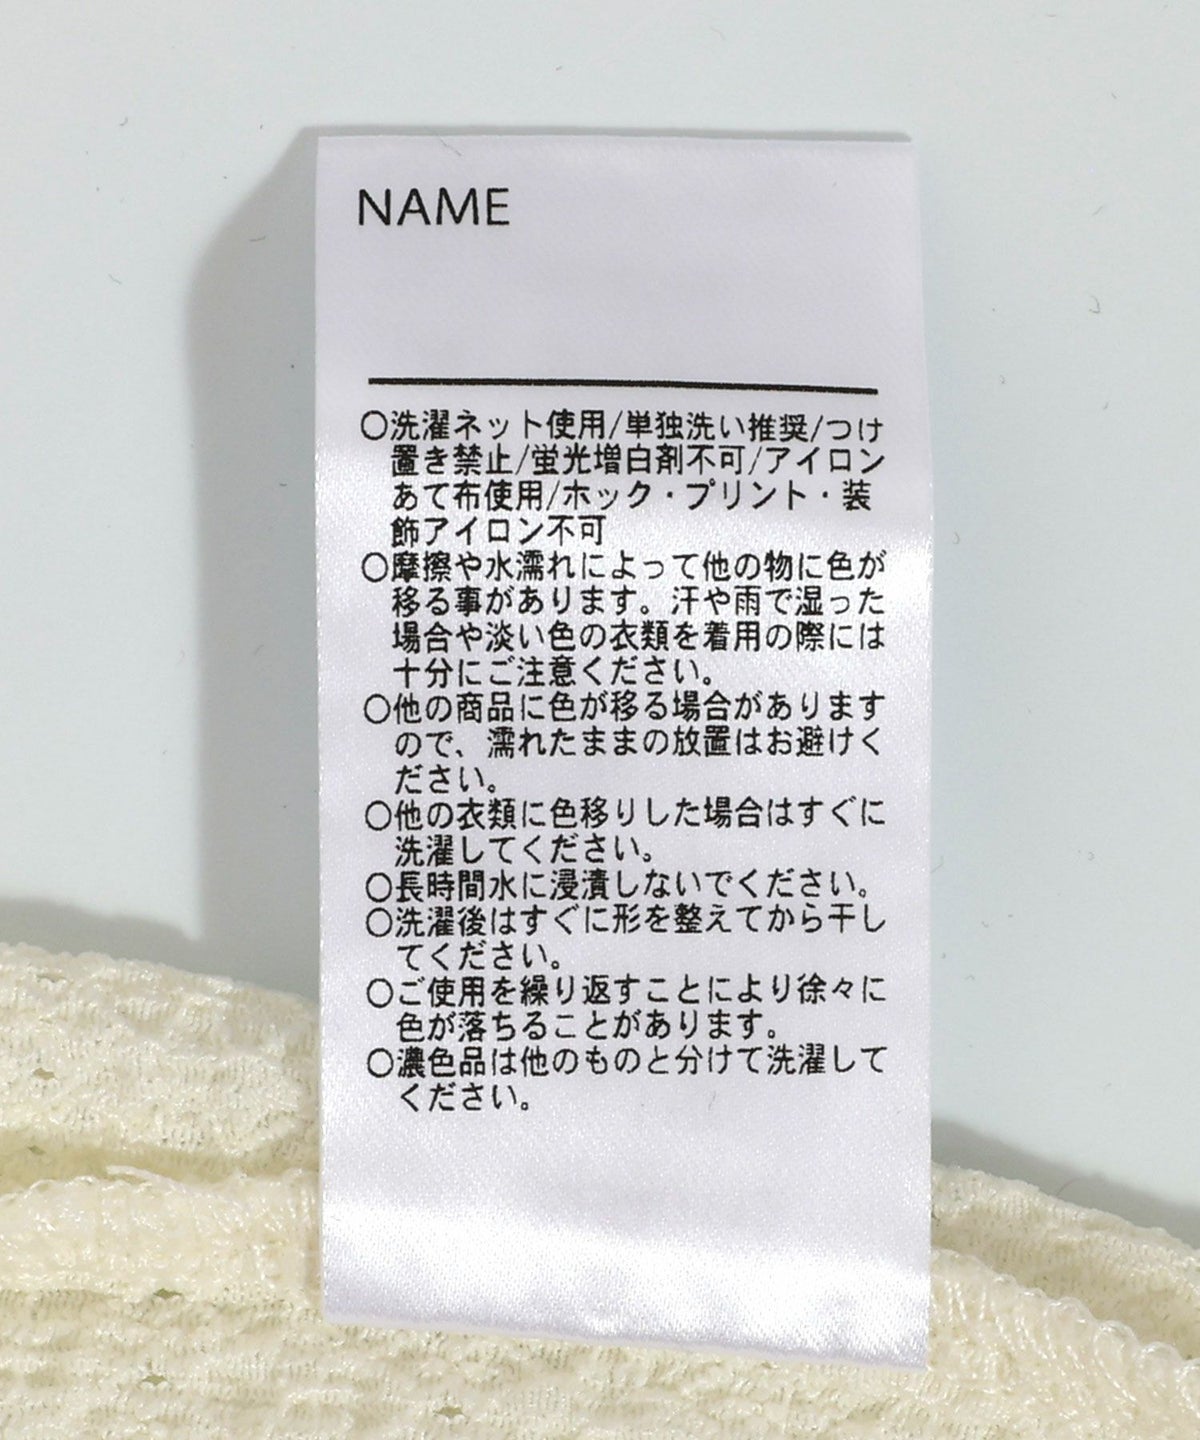 NAME
○洗濯ネット使用/単独洗い推奨/つけ
置き禁止/蛍光増白剤不可/アイロン
あて布使用/ホック・プリント・装
飾アイロン不可
○摩擦や水濡れによって他の物に色が
移る事があります。汗や雨で湿った
場合や淡い色の衣類を着用の際には
十分にご注意ください。
○他の商品に色が移る場合があります
ので、濡れたままの放置はお避けく
ださい。
○他の衣類に色移りした場合はすぐに
洗濯してください。
○長時間水に浸漬しないでください。
○洗濯後はすぐに形を整えてから干し
てください。
○ご使用を繰り返すことにより徐々に
色が落ちることがあります。
○濃色品は他のものと分けて洗濯して
ください。